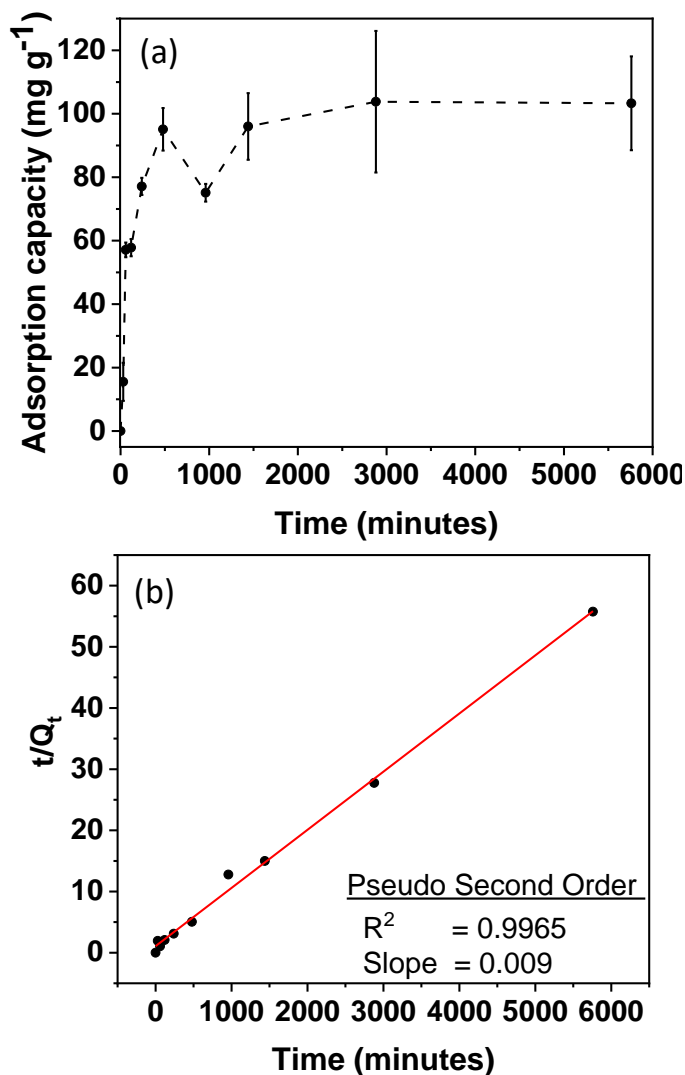 (a)
Adsorption capacity (mg g⁻¹)
120
100
80
60
40
20
0
0 1000 2000 3000 4000 5000 6000
Time (minutes)
(b)
t/Qₜ
60
50
40
30
20
10
0
Pseudo Second Order
R² = 0.9965
Slope = 0.009
0 1000 2000 3000 4000 5000 6000
Time (minutes)